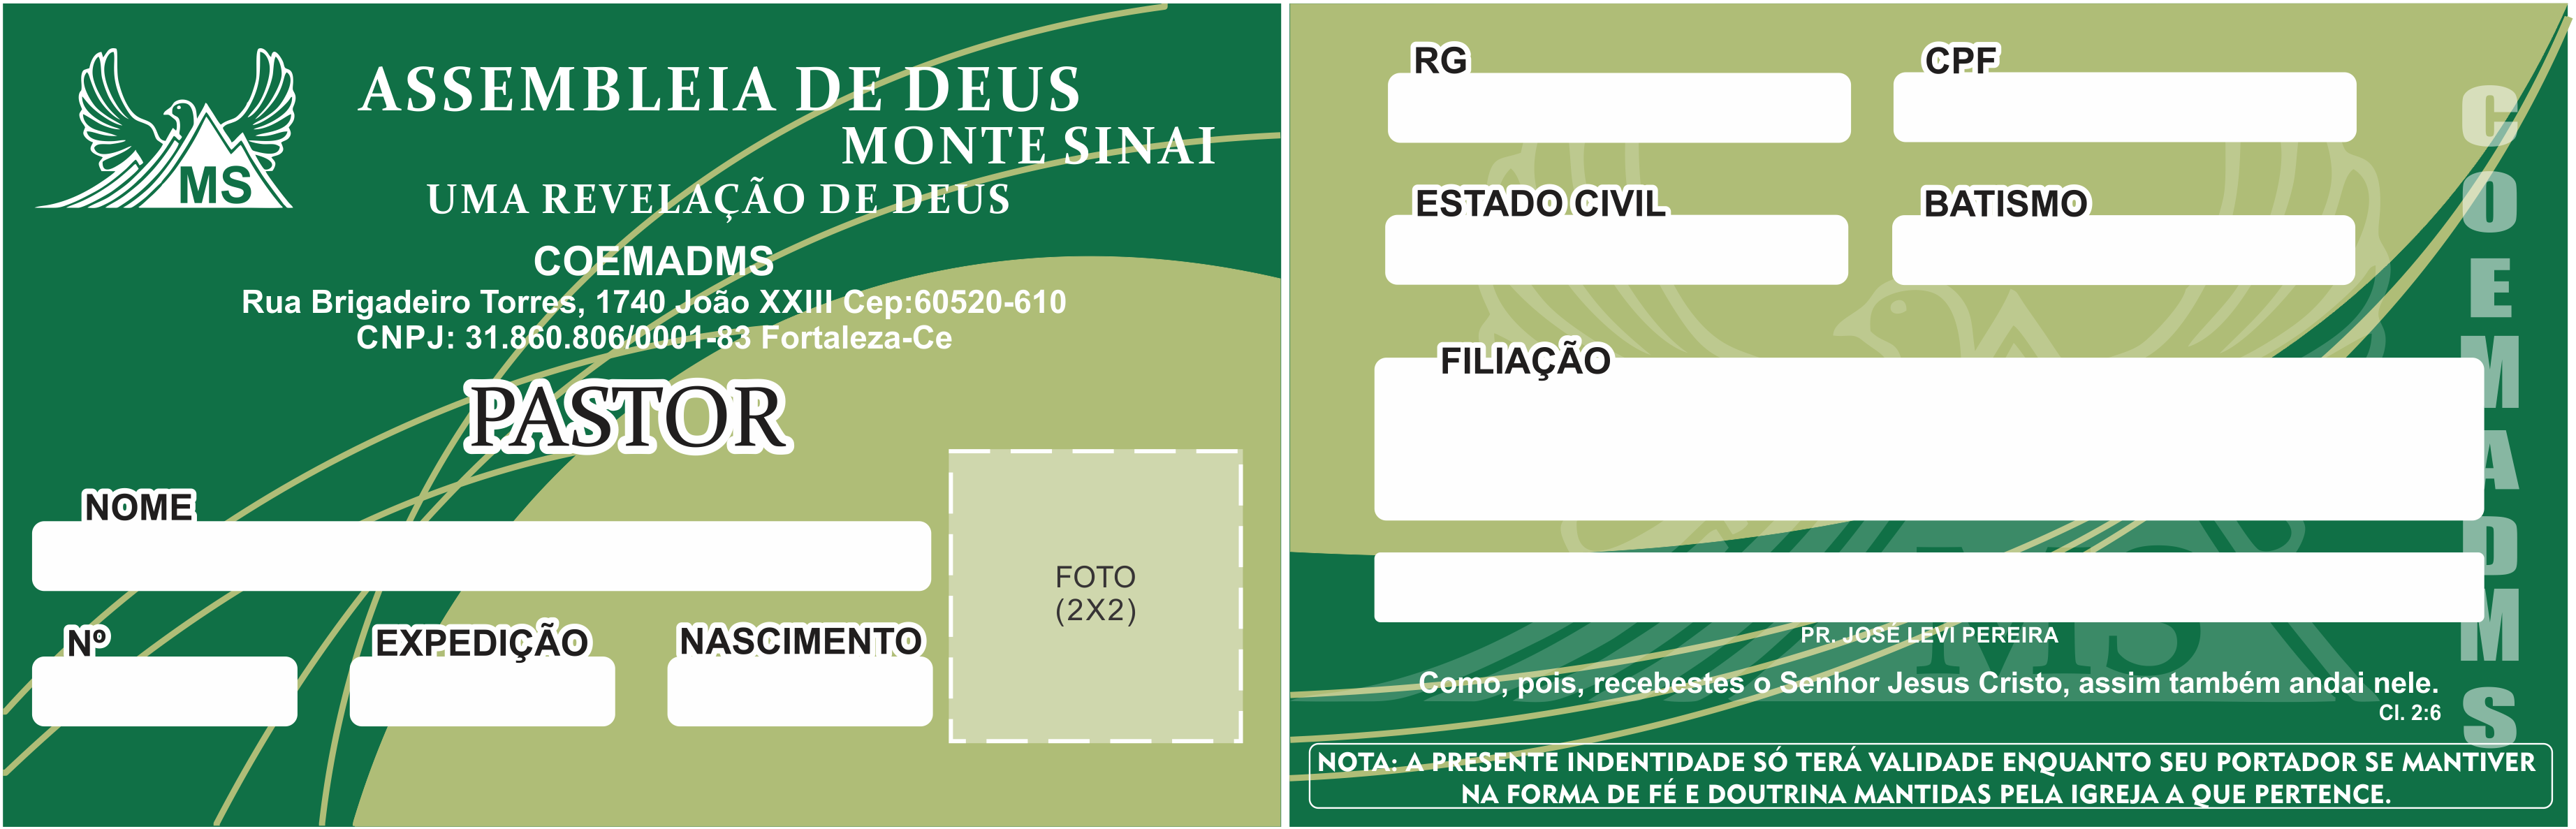 MS
ASSEMBLEIA DE DEUS
MONTE SINAI
UMA REVELAÇÃO DE DEUS
COEMADMS
Rua Brigadeiro Torres, 1740 João XXIII Cep:60520-610
CNPJ: 31.860.806/0001-83 Fortaleza-Ce
PASTOR
NOME
FOTO
(2X2)
Nº EXPEDIÇÃO NASCIMENTO
RG CPF
ESTADO CIVIL BATISMO
FILIAÇÃO
COEMADMS
MS
PR. JOSÉ LEVI PEREIRA
Como, pois, recebestes o Senhor Jesus Cristo, assim também andai nele.
Cl. 2:6
NOTA: A PRESENTE INDENTIDADE SÓ TERÁ VALIDADE ENQUANTO SEU PORTADOR SE MANTIVER
NA FORMA DE FÉ E DOUTRINA MANTIDAS PELA IGREJA A QUE PERTENCE.